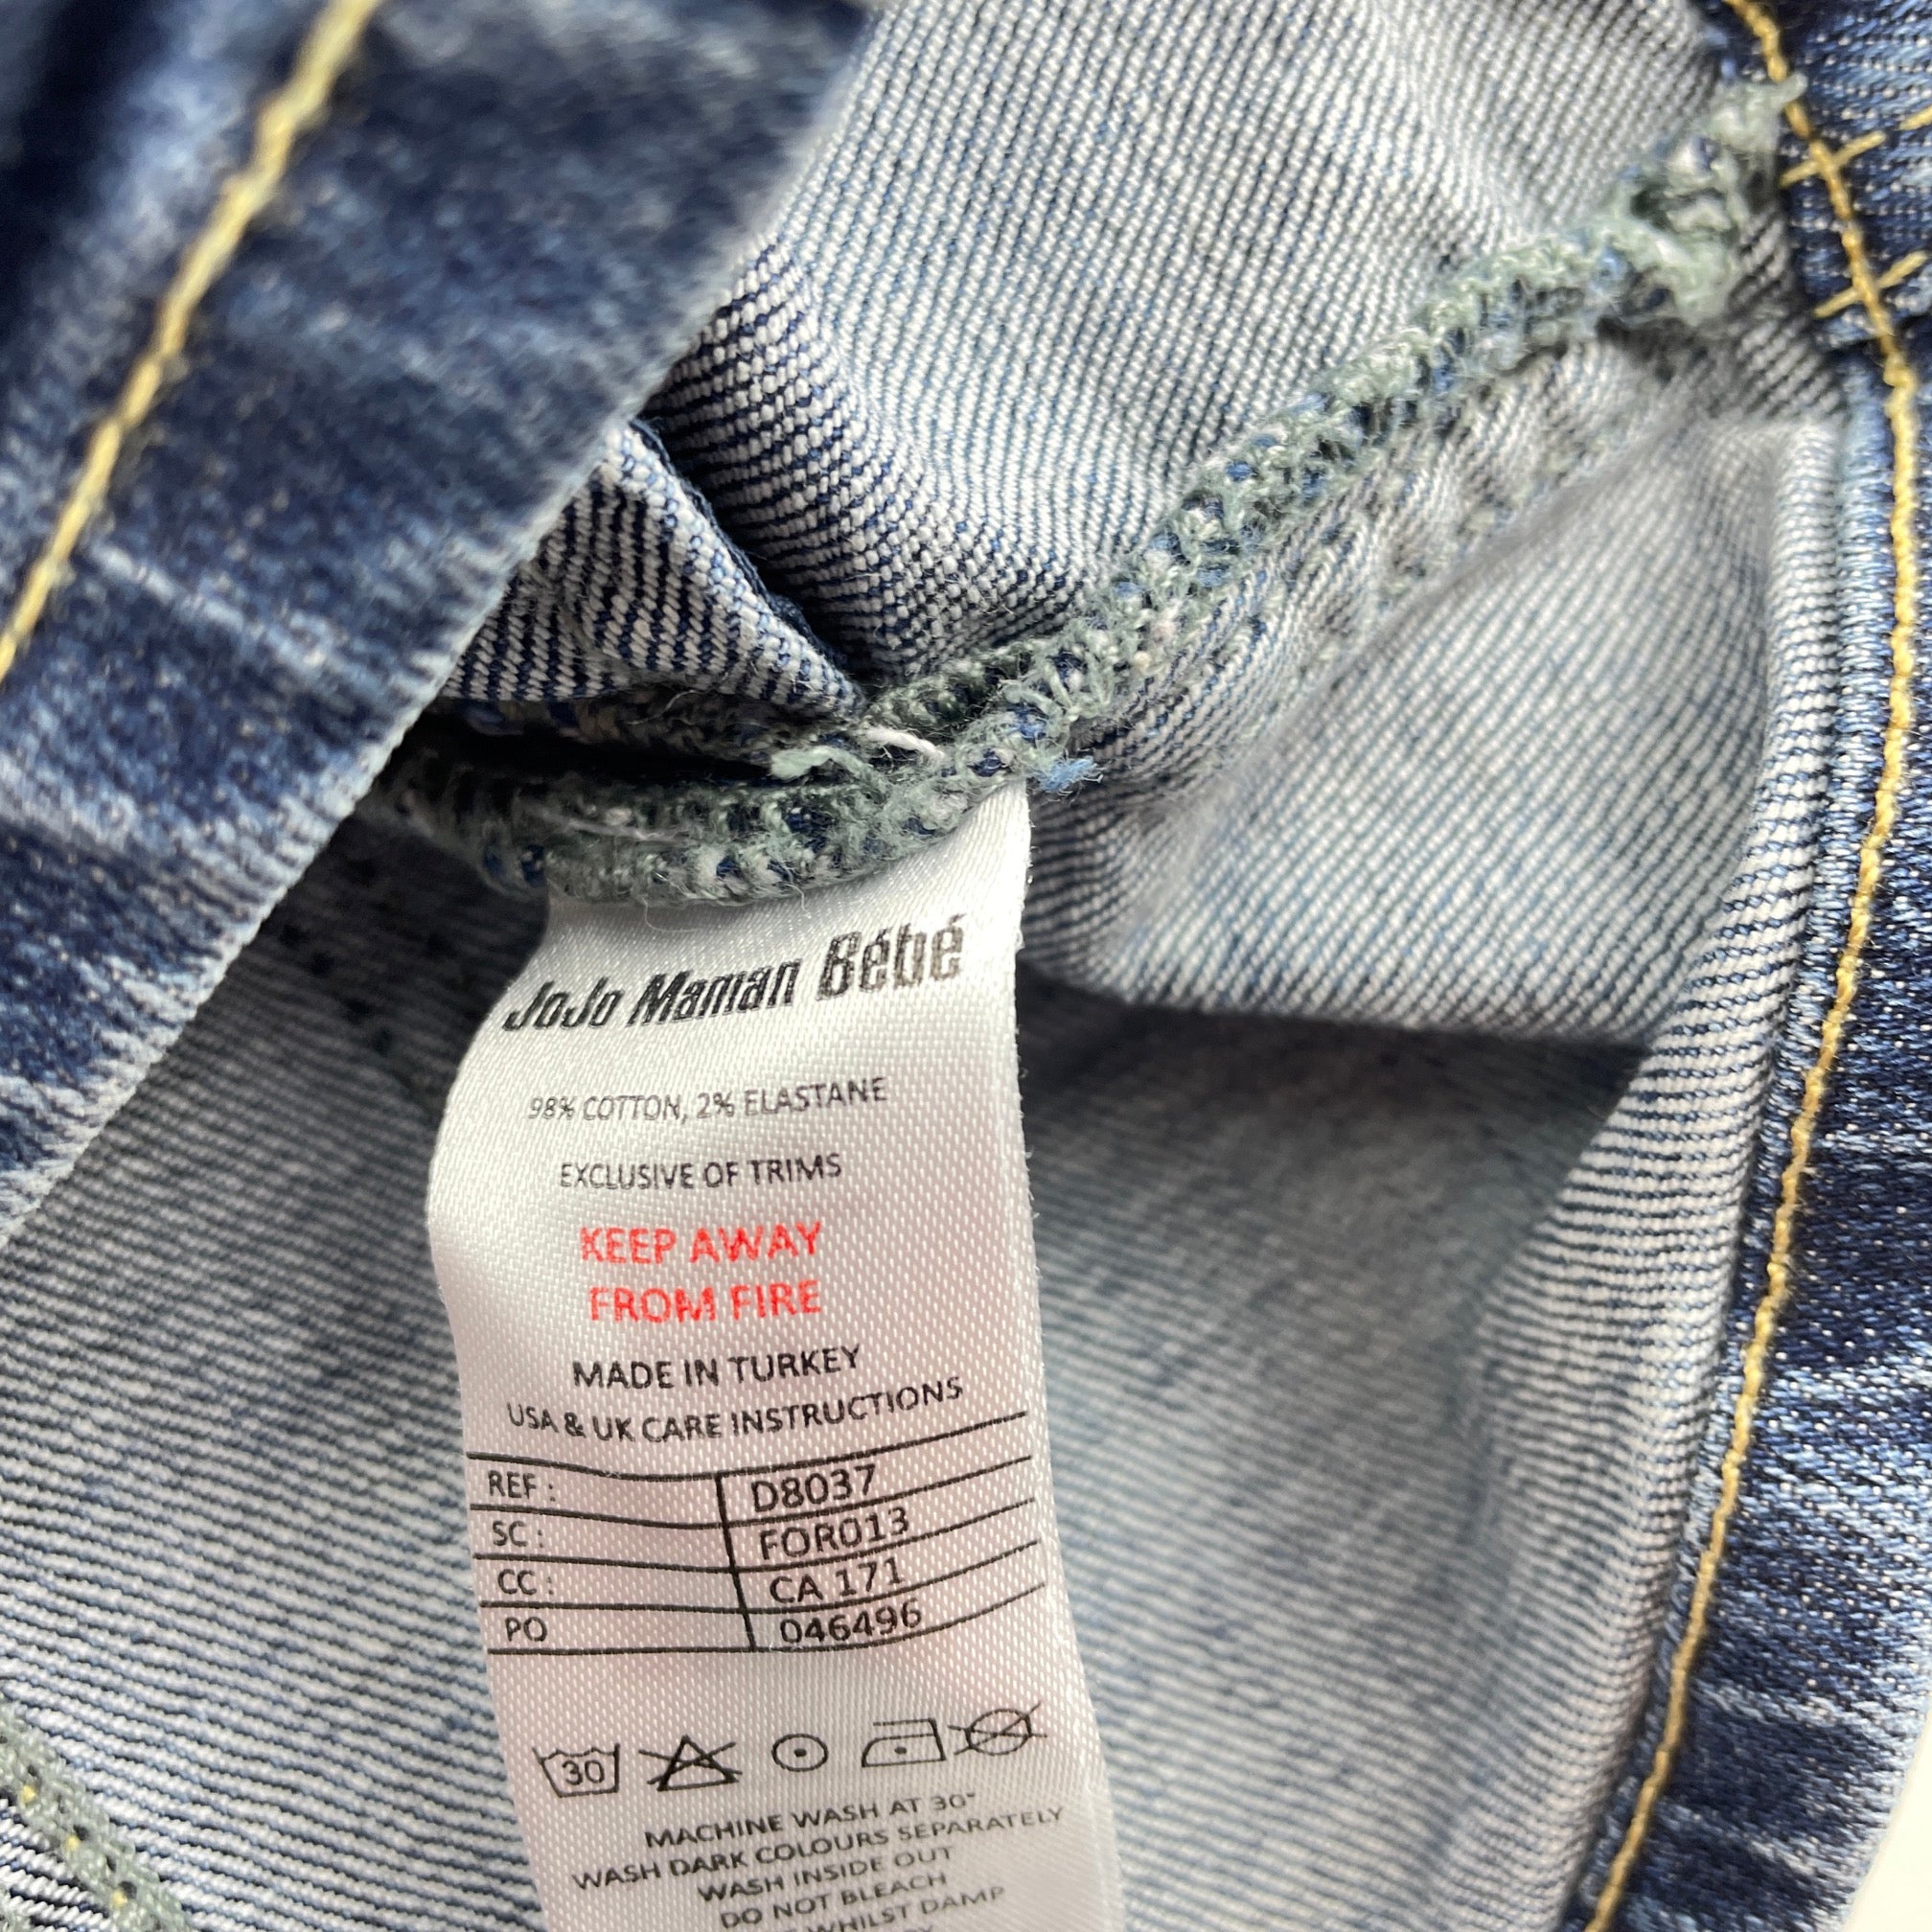 JoJo Maman Bébé
98% COTTON, 2% ELASTANE
EXCLUSIVE OF TRIMS
KEEP AWAY
FROM FIRE
MADE IN TURKEY
USA & UK CARE INSTRUCTIONS
REF : D8037
SC : FOR013
CC : CA 171
PO 046496
30
MACHINE WASH AT 30°
WASH DARK COLOURS SEPARATELY
WASH INSIDE OUT
DO NOT BLEACH
WHILST DAMP